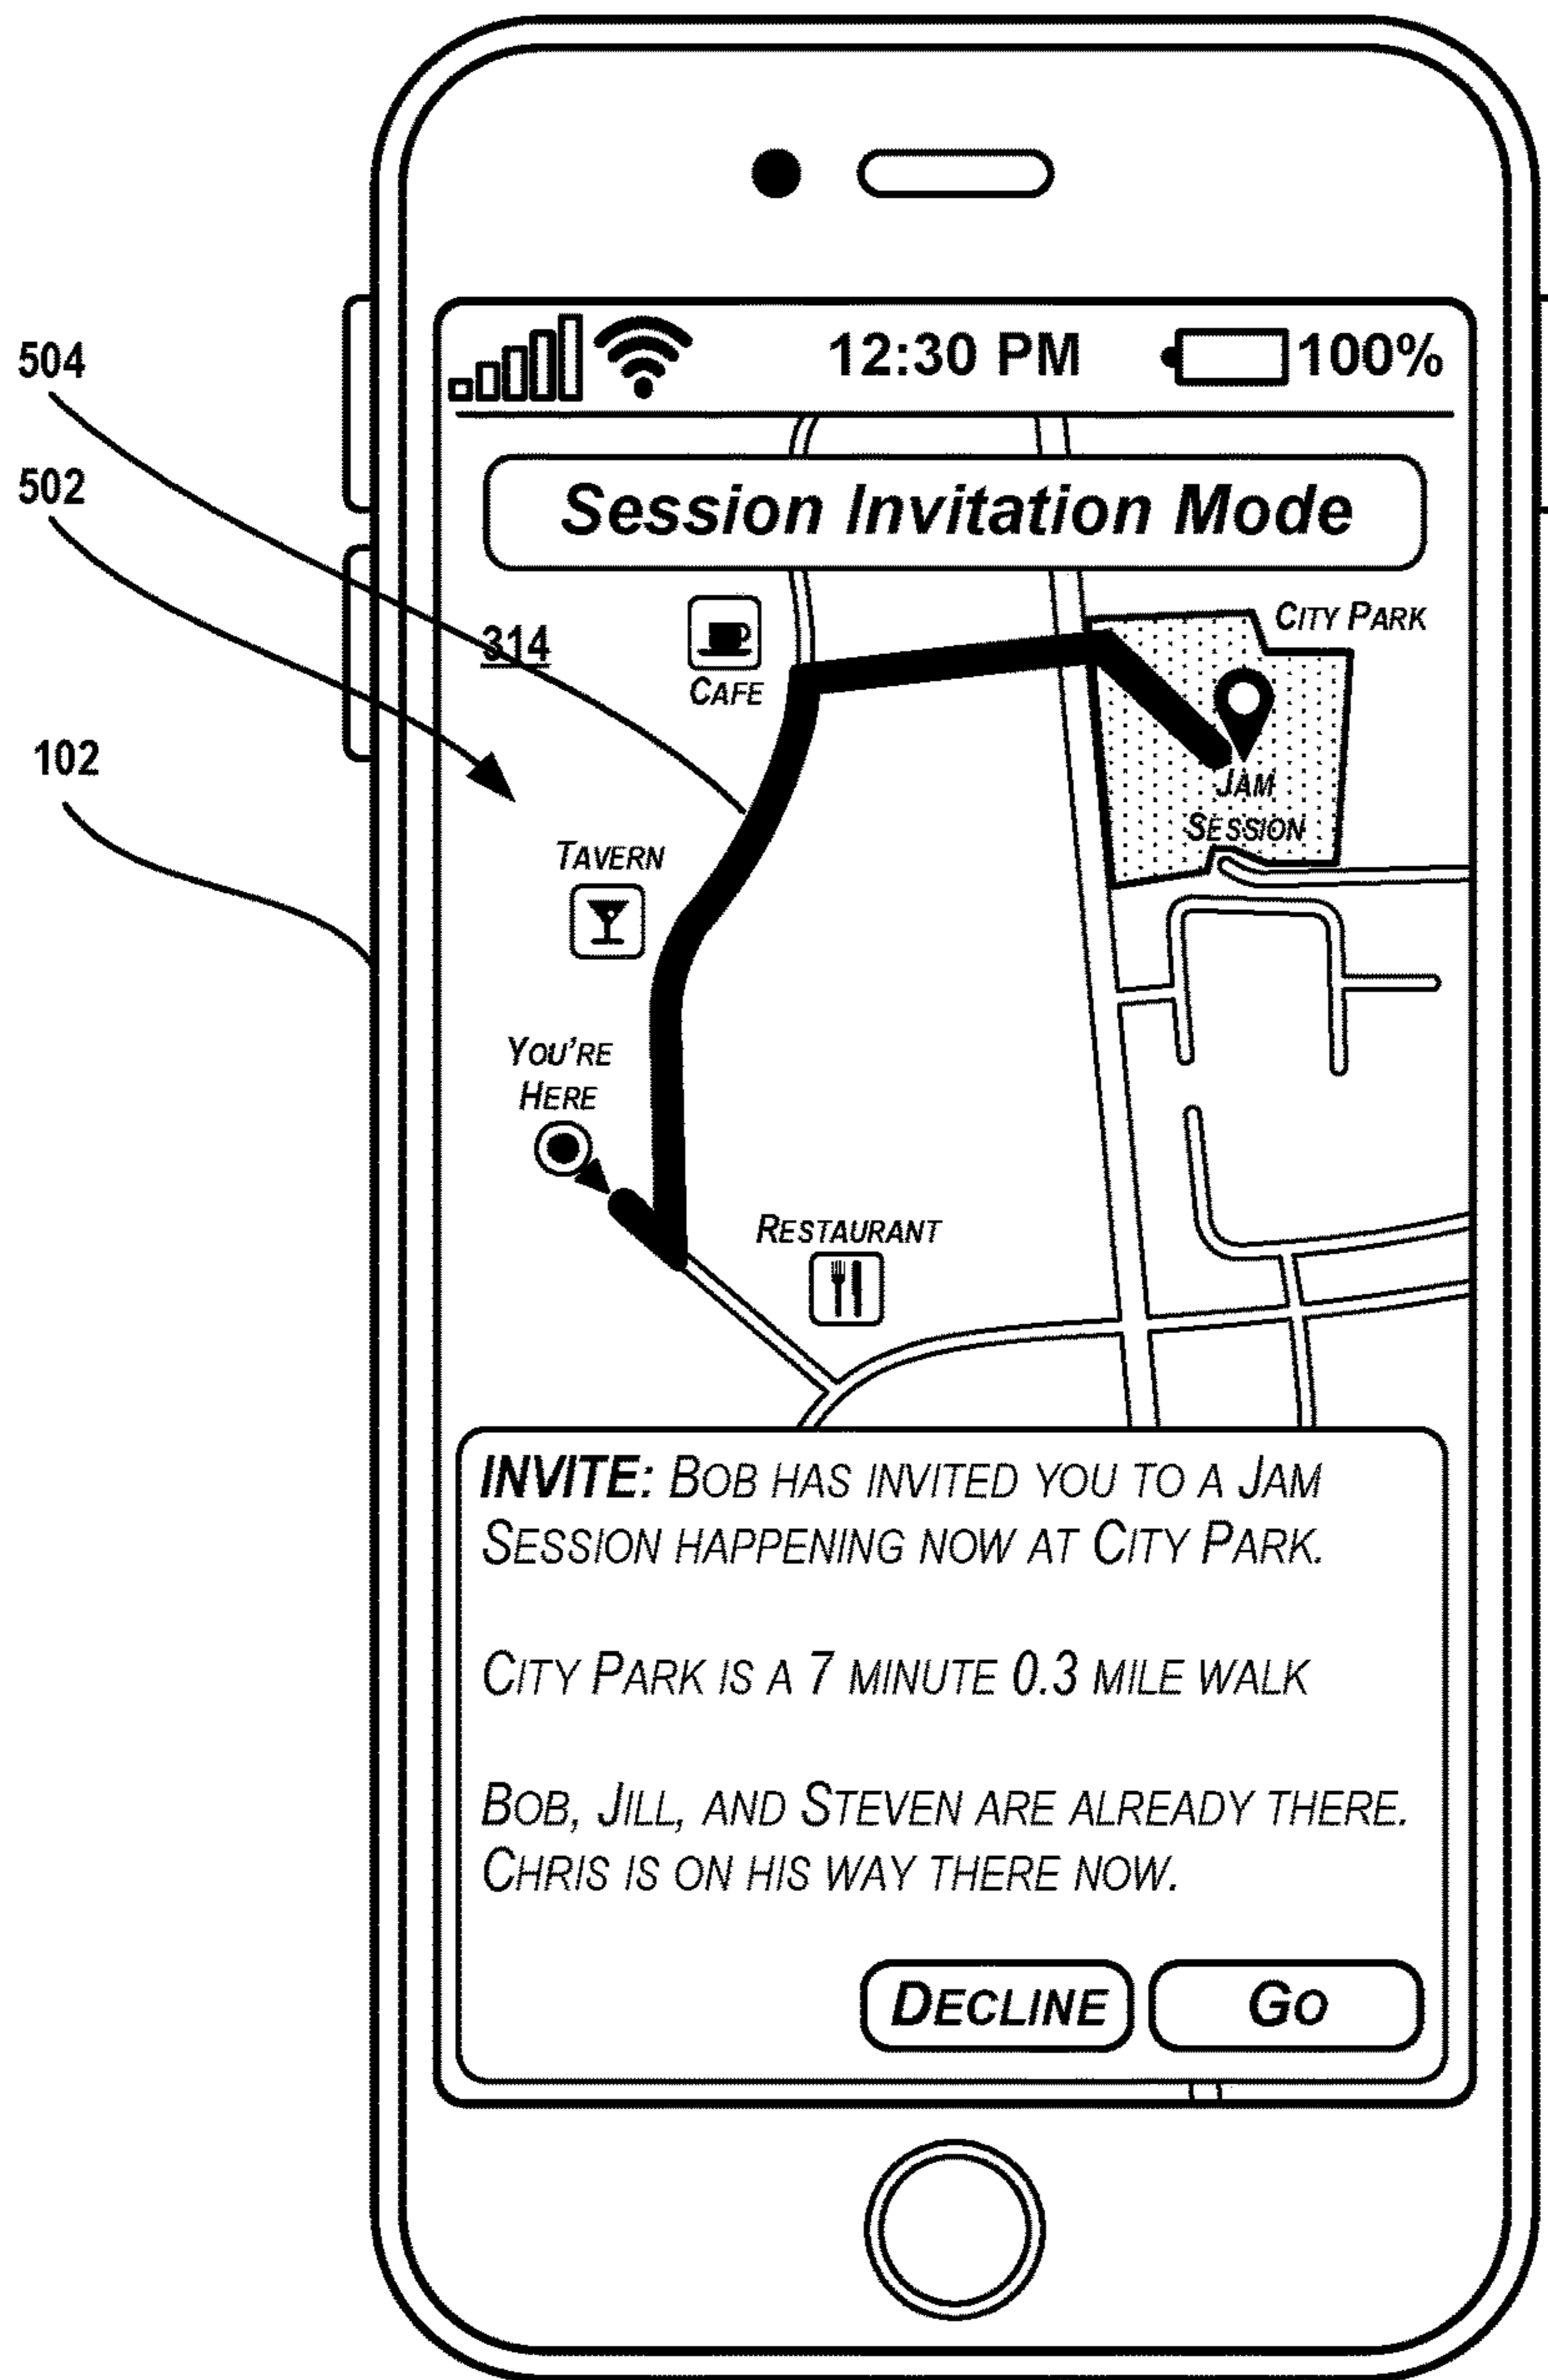 504
12:30 PM
100%
502
Session Invitation Mode
CITY PARK
314
CAFE
102
JAM
SESSION
TAVERN
YOU'RE
HERE
RESTAURANT
INVITE: BOB HAS INVITED YOU TO A JAM
SESSION HAPPENING NOW AT CITY PARK.
CITY PARK IS A 7 MINUTE 0.3 MILE WALK
BOB, JILL, AND STEVEN ARE ALREADY THERE.
CHRIS IS ON HIS WAY THERE NOW.
DECLINE
GO